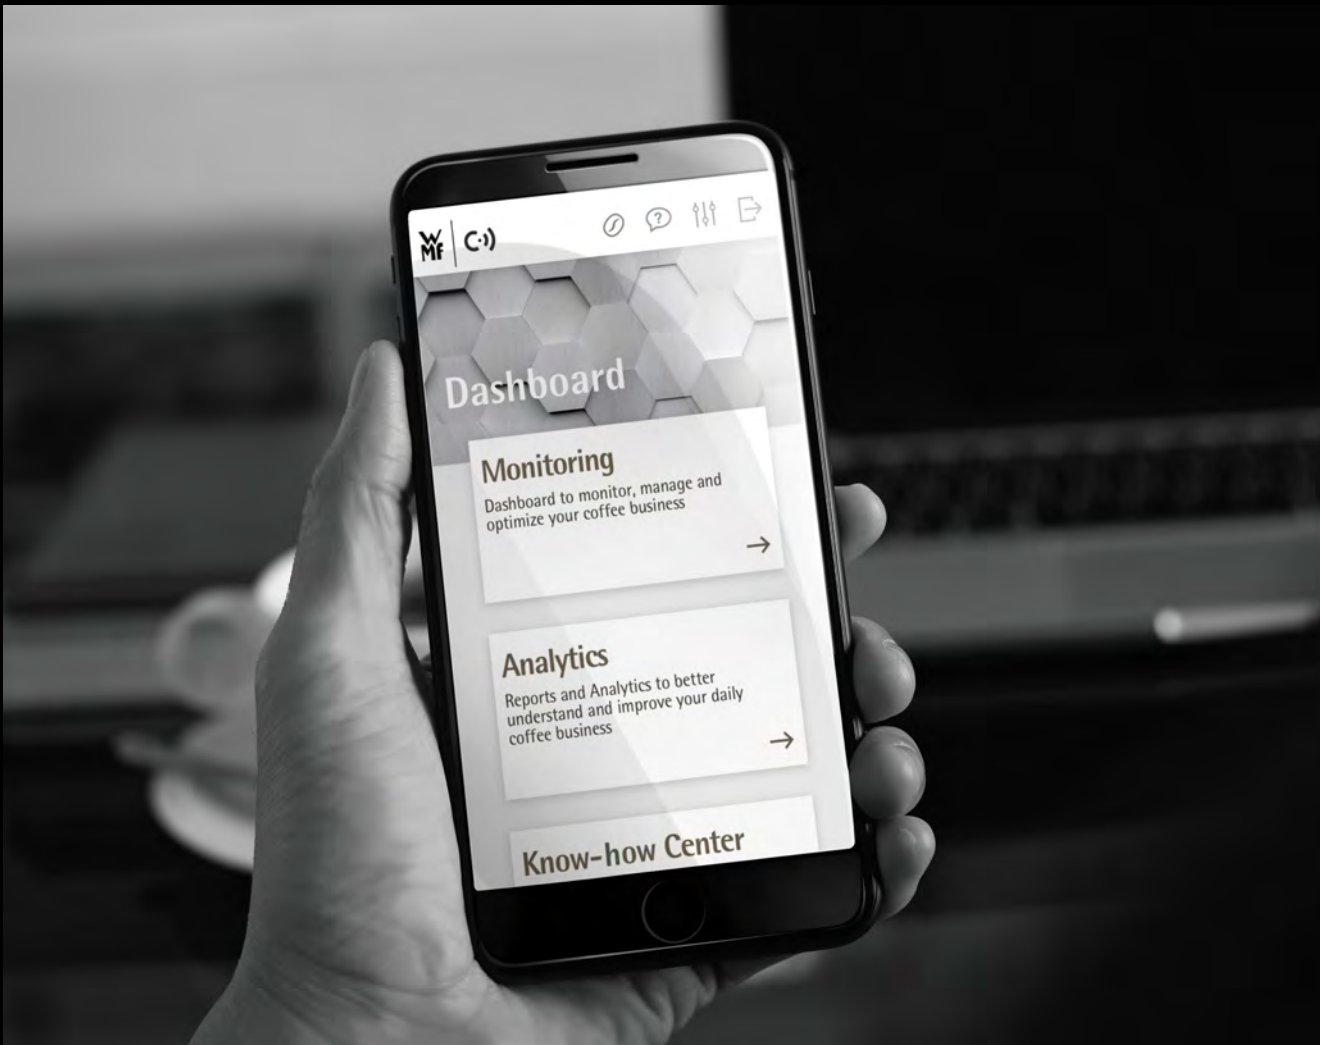 WMF C
?
Dashboard
Monitoring
Dashboard to monitor, manage and
optimize your coffee business
Analytics
Reports and Analytics to better
understand and improve your daily
coffee business
Know-how Center